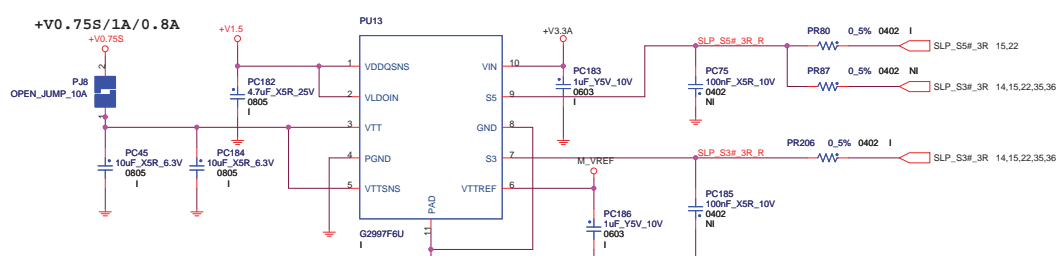 +V0.75S/1A/0.8A
+V0.75S
2
PJ8
OPEN_JUMP_10A
1
PC45
10uF_X5R_6.3V
0805
I
PC184
10uF_X5R_6.3V
0805
I
+V1.5
PC182
4.7uF_X5R_25V
0805
I
PU13
1 VDDQSNS
2 VLDOIN
3 VTT
4 PGND
5 VTTSNS
VIN 10
S5 9
GND 8
S3 7
VTTREF 6
PAD
11
G2997F6U
I
+V3.3A
PC183
1uF_Y5V_10V
0603
I
M_VREF
PC186
1uF_Y5V_10V
0603
I
SLP_S5#_3R_R
PC75
100nF_X5R_10V
0402
NI
SLP_S3#_3R_R
PC185
100nF_X5R_10V
0402
NI
PR80 0_5% 0402 I
SLP_S5#_3R 15,22
PR87 0_5% 0402 NI
SLP_S3#_3R 14,15,22,35,36
PR206 0_5% 0402 I
SLP_S3#_3R 14,15,22,35,36